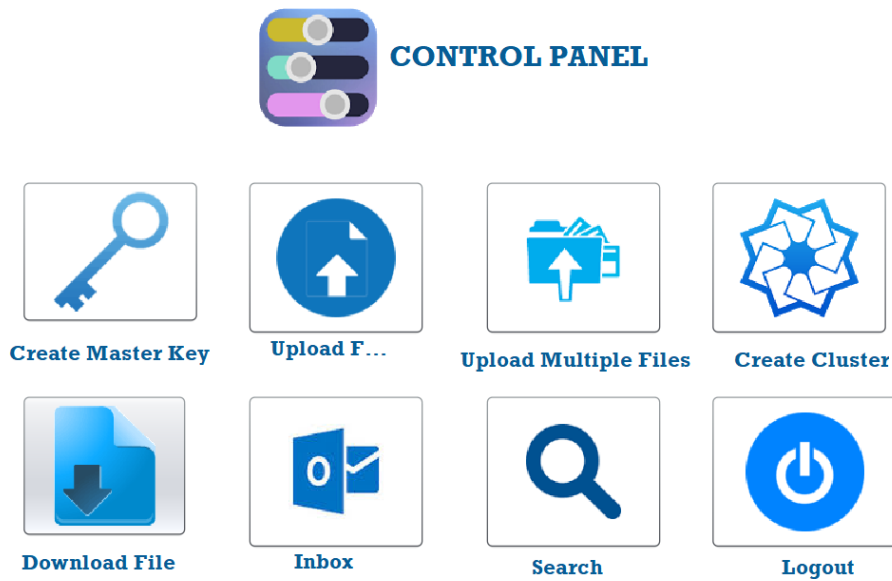 CONTROL PANEL
Create Master Key
Upload F...
Upload Multiple Files
Create Cluster
Download File
Inbox
Search
Logout